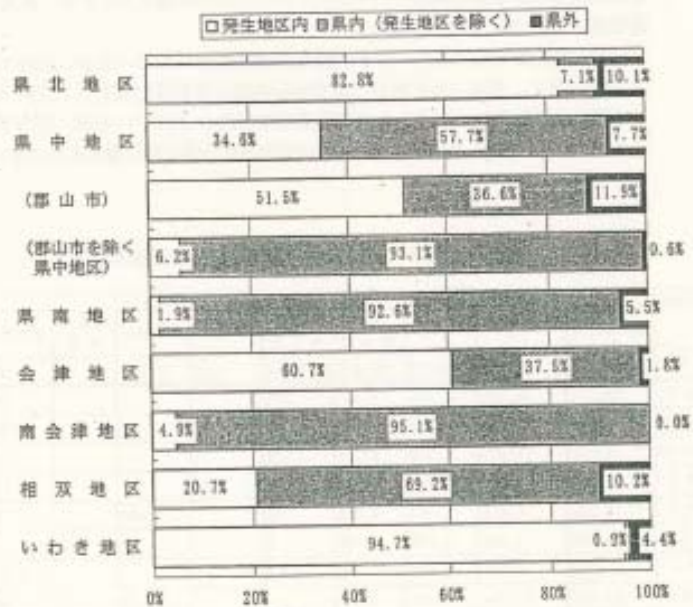 □発生地区内 ▨県内（発生地区を除く） ■県外
県北地区 82.8% 7.1% 10.1%
県中地区 34.6% 57.7% 7.7%
(郡山市) 51.5% 36.6% 11.9%
(郡山市を除く
県中地区) 6.2% 93.1% 0.6%
県南地区 1.9% 92.6% 5.5%
会津地区 60.7% 37.5% 1.8%
南会津地区 4.9% 95.1% 0.0%
相双地区 20.7% 69.2% 10.2%
いわき地区 94.7% 0.9% 4.4%
0% 20% 40% 60% 80% 100%